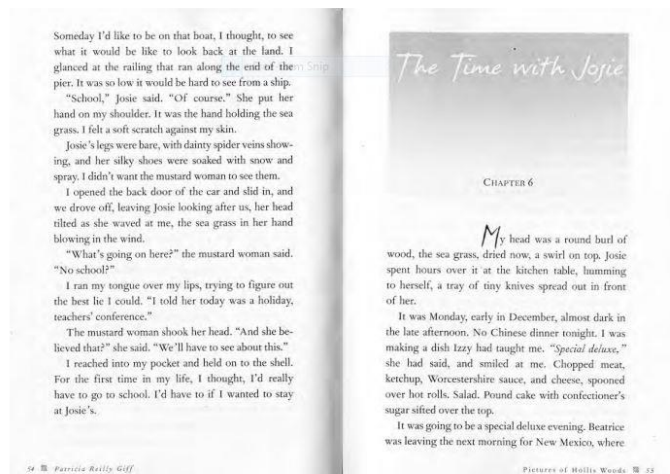 Someday I'd like to be on that boat, I thought, to see
what it would be like to look back at the land. I
glanced at the railing that ran along the end of the
pier. It was so low it would be hard to see from a ship.
"School," Josie said. "Of course." She put her
hand on my shoulder. It was the hand holding the sea
grass. I felt a soft scratch against my skin.
Josie's legs were bare, with dainty spider veins show-
ing, and her silky shoes were soaked with snow and
spray. I didn't want the mustard woman to see them.
I opened the back door of the car and slid in, and
we drove off, leaving Josie looking after us, her head
tilted as she waved at me, the sea grass in her hand
blowing in the wind.
"What's going on here?" the mustard woman said.
"No school?"
I ran my tongue over my lips, trying to figure out
the best lie I could. "I told her today was a holiday,
teachers' conference."
The mustard woman shook her head. "And she be-
lieved that?" she said. "We'll have to see about this."
I reached into my pocket and held on to the shell.
For the first time in my life, I thought, I'd really
have to go to school. I'd have to if I wanted to stay
at Josie's.
54 Patricia Reilly Giff
Snip
The Time with Josie
CHAPTER 6
My head was a round burl of
wood, the sea grass, dried now, a swirl on top. Josie
spent hours over it at the kitchen table, humming
to herself, a tray of tiny knives spread out in front
of her.
It was Monday, early in December, almost dark in
the late afternoon. No Chinese dinner tonight. I was
making a dish Izzy had taught me. "Special deluxe,"
she had said, and smiled at me. Chopped meat,
ketchup, Worcestershire sauce, and cheese, spooned
over hot rolls. Salad. Pound cake with confectioner's
sugar sifted over the top.
It was going to be a special deluxe evening. Beatrice
was leaving the next morning for New Mexico, where
Pictures of Hollis Woods 55